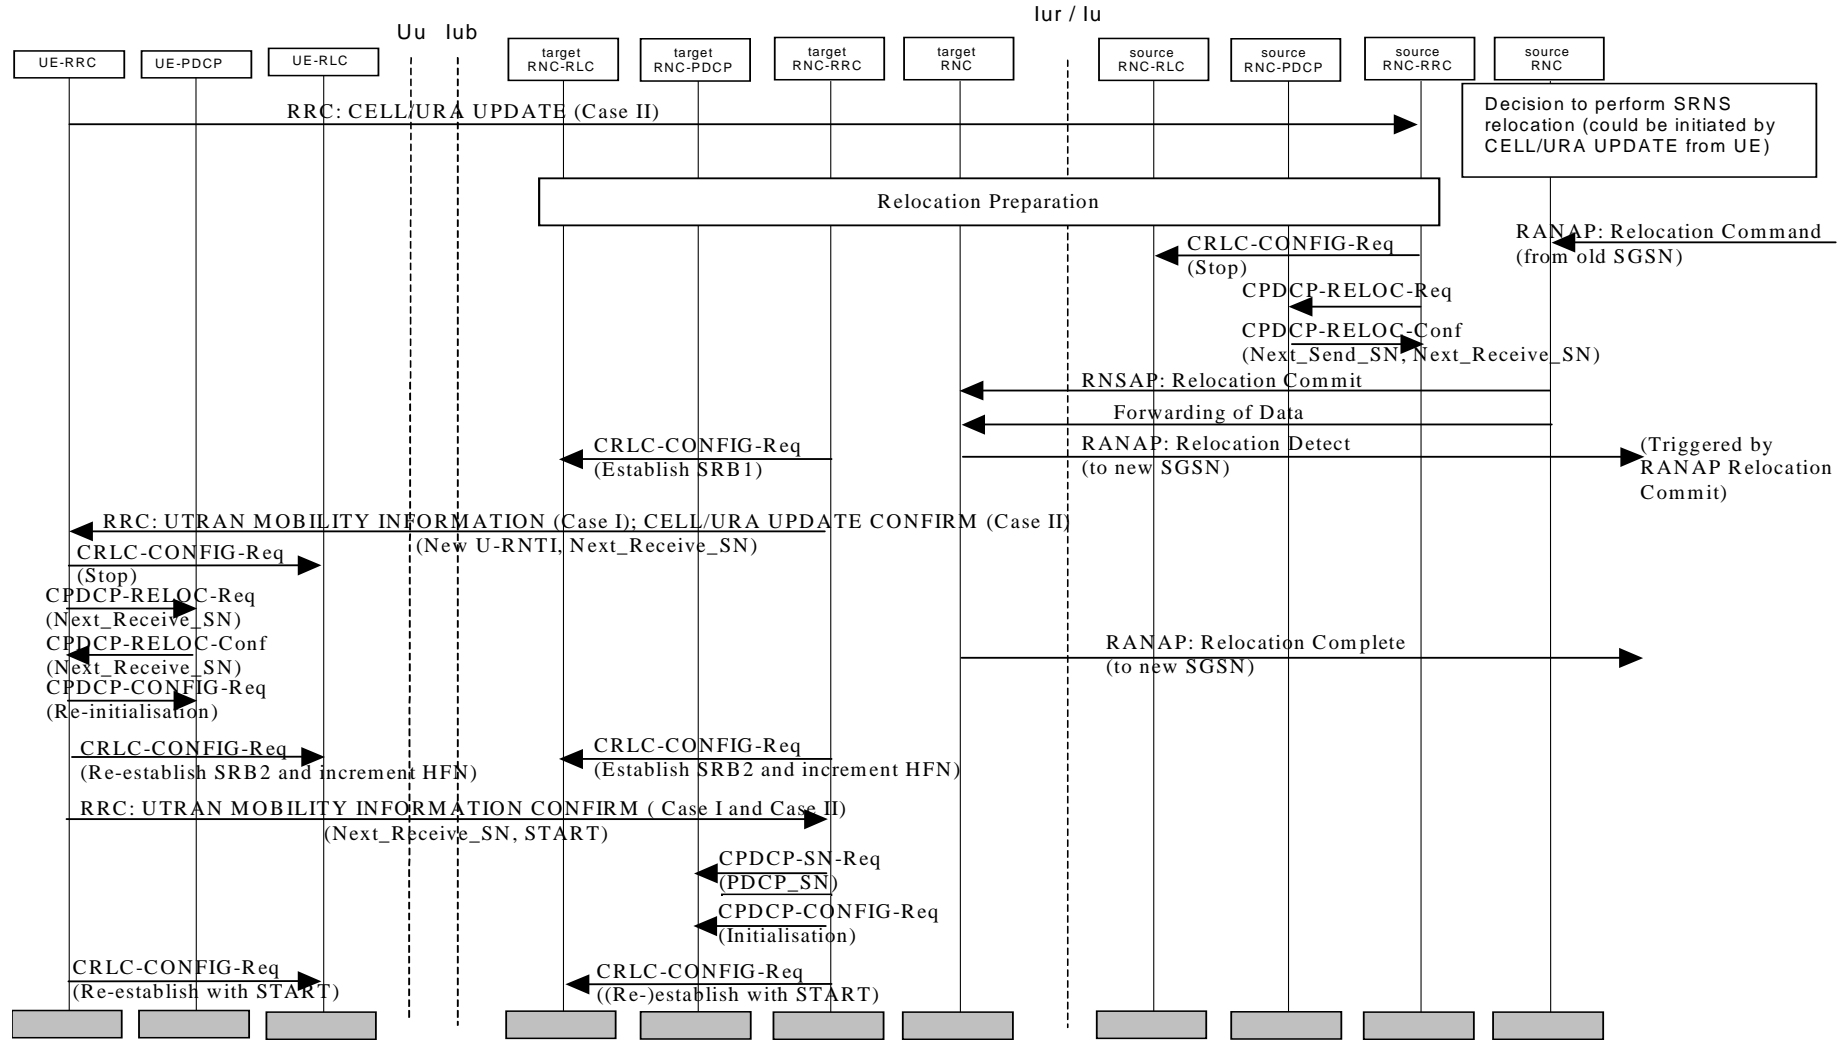 Iur / Iu
Uu Iub
UE-RRC
UE-PDCP
UE-RLC
target
RNC-RLC
target
RNC-PDCP
target
RNC-RRC
target
RNC
source
RNC-RLC
source
RNC-PDCP
source
RNC-RRC
source
RNC
RRC: CELL/URA UPDATE (Case II)
Decision to perform SRNS
relocation (could be initiated by
CELL/URA UPDATE from UE)
Relocation Preparation
RANAP: Relocation Command
(from old SGSN)
CRLC-CONFIG-Req
(Stop)
CPDCP-RELOC-Req
CPDCP-RELOC-Conf
(Next_Send_SN, Next_Receive_SN)
RNSAP: Relocation Commit
Forwarding of Data
CRLC-CONFIG-Req
(Establish SRB1)
RANAP: Relocation Detect
(to new SGSN)
(Triggered by
RANAP Relocation
Commit)
RRC: UTRAN MOBILITY INFORMATION (Case I); CELL/URA UPDATE CONFIRM (Case II)
(New U-RNTI, Next_Receive_SN)
CRLC-CONFIG-Req
(Stop)
CPDCP-RELOC-Req
(Next_Receive_SN)
CPDCP-RELOC-Conf
(Next_Receive_SN)
RANAP: Relocation Complete
(to new SGSN)
CPDCP-CONFIG-Req
(Re-initialisation)
CRLC-CONFIG-Req
(Re-establish SRB2 and increment HFN)
CRLC-CONFIG-Req
(Establish SRB2 and increment HFN)
RRC: UTRAN MOBILITY INFORMATION CONFIRM ( Case I and Case II)
(Next_Receive_SN, START)
CPDCP-SN-Req
(PDCP_SN)
CPDCP-CONFIG-Req
(Initialisation)
CRLC-CONFIG-Req
(Re-establish with START)
CRLC-CONFIG-Req
((Re-)establish with START)